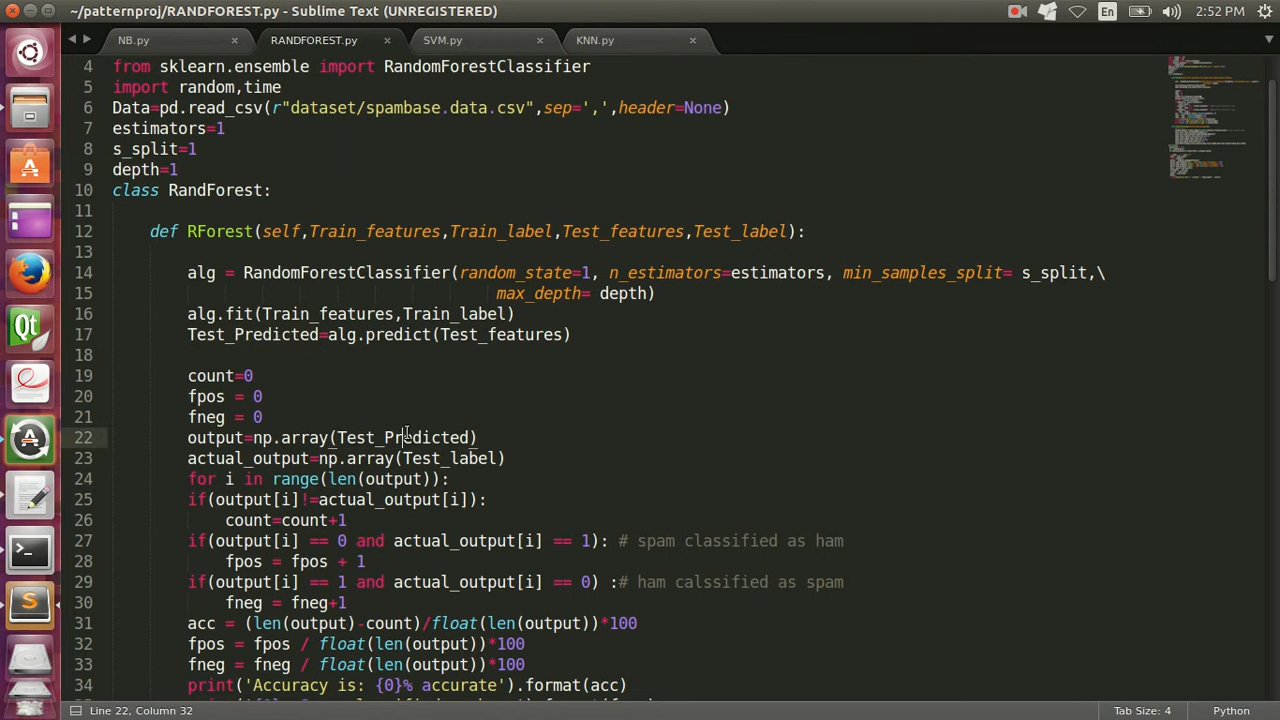 ~/patternproj/RANDFOREST.py - Sublime Text (UNREGISTERED)
En
2:52 PM
NB.py
RANDFOREST.py
SVM.py
KNN.py
4 from sklearn.ensemble import RandomForestClassifier
5 import random,time
6 Data=pd.read_csv(r"dataset/spambase.data.csv",sep=',',header=None)
7 estimators=1
8 s_split=1
9 depth=1
10 class RandForest:
11
12 def RForest(self,Train_features,Train_label,Test_features,Test_label):
13
14 alg = RandomForestClassifier(random_state=1, n_estimators=estimators, min_samples_split= s_split,\
15 max_depth= depth)
16 alg.fit(Train_features,Train_label)
17 Test_Predicted=alg.predict(Test_features)
18
19 count=0
20 fpos = 0
21 fneg = 0
22 output=np.array(Test_Predicted)
23 actual_output=np.array(Test_label)
24 for i in range(len(output)):
25 if(output[i]!=actual_output[i]):
26 count=count+1
27 if(output[i] == 0 and actual_output[i] == 1): # spam classified as ham
28 fpos = fpos + 1
29 if(output[i] == 1 and actual_output[i] == 0) :# ham calssified as spam
30 fneg = fneg+1
31 acc = (len(output)-count)/float(len(output))*100
32 fpos = fpos / float(len(output))*100
33 fneg = fneg / float(len(output))*100
34 print('Accuracy is: {0}% accurate').format(acc)
Line 22, Column 32
Tab Size: 4
Python